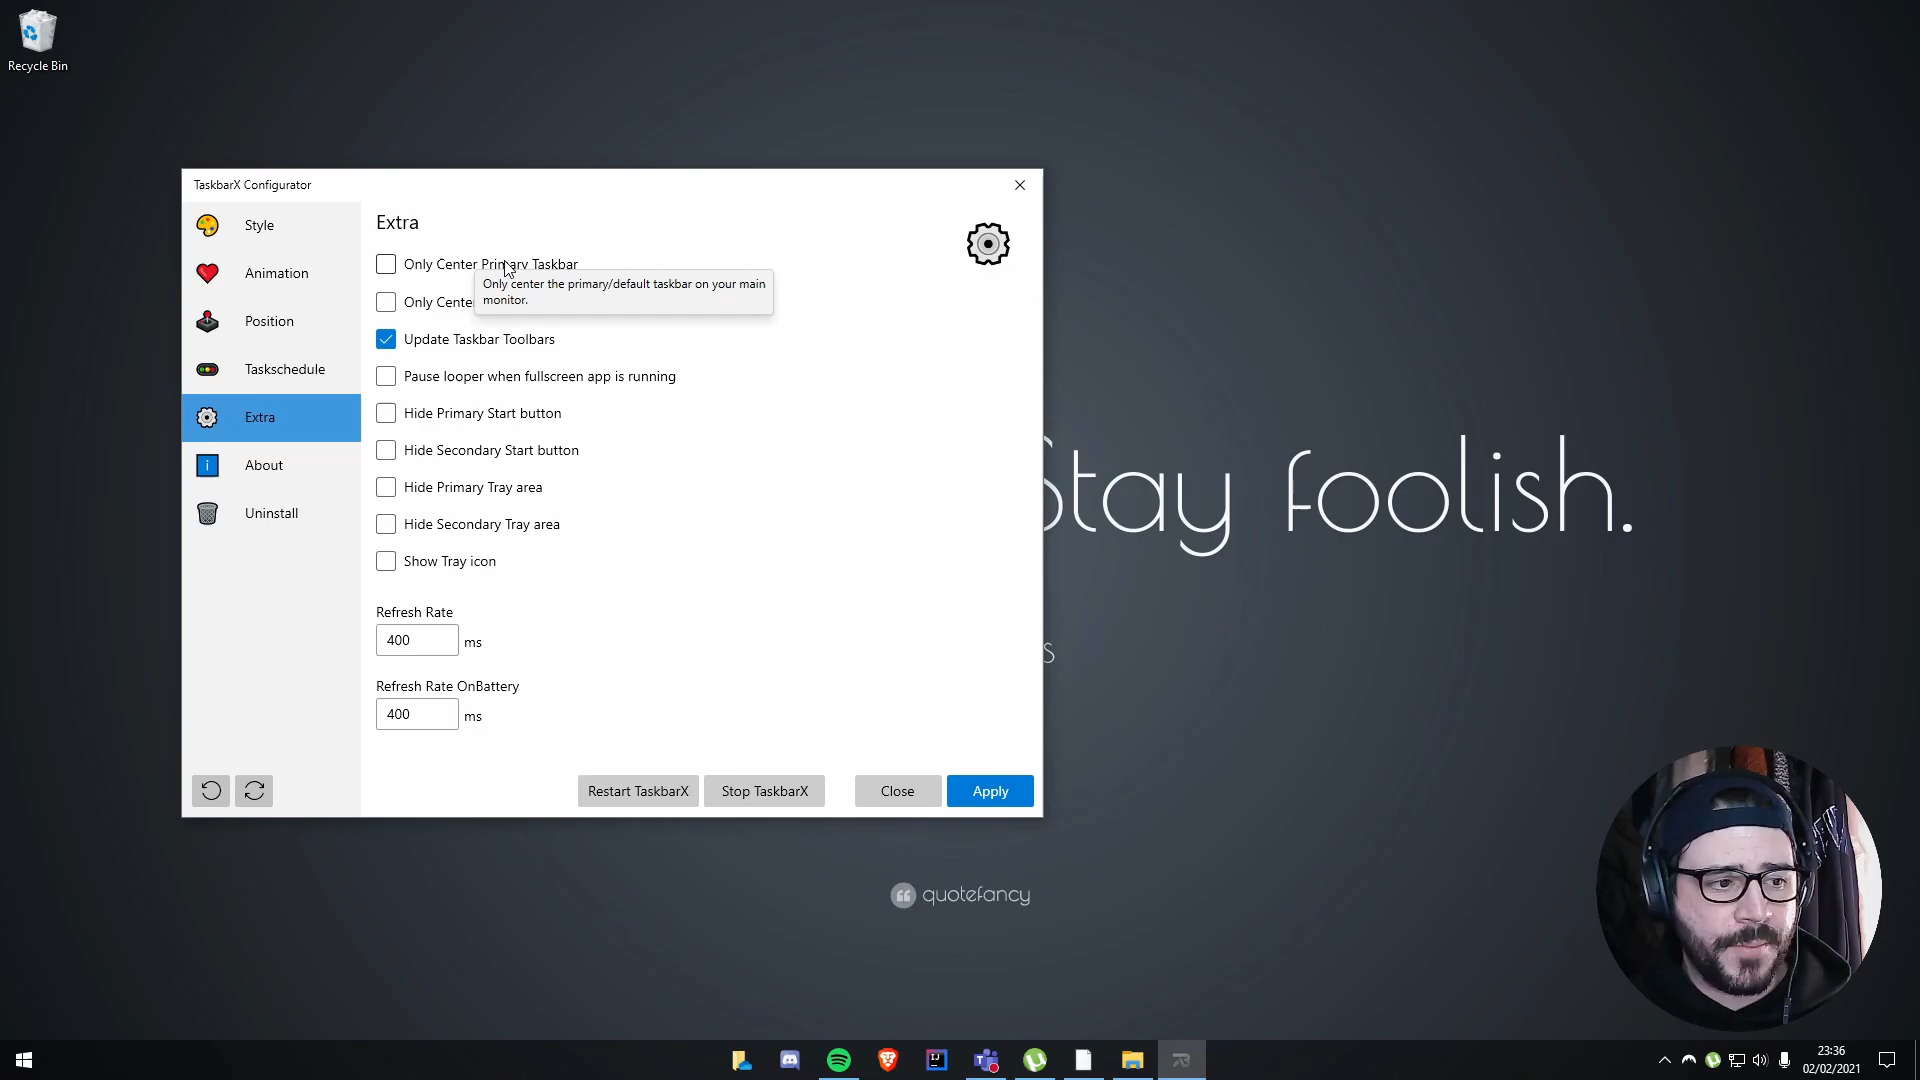 Recycle Bin
TaskbarX Configurator
Style
Animation
Position
Taskschedule
Extra
About
Uninstall
Extra
Only Center Primary Taskbar
Only center the primary/default taskbar on your main
monitor.
Only Cente
Update Taskbar Toolbars
Pause looper when fullscreen app is running
Hide Primary Start button
Hide Secondary Start button
Hide Primary Tray area
Hide Secondary Tray area
Show Tray icon
Refresh Rate
400 ms
Refresh Rate OnBattery
400 ms
Restart TaskbarX
Stop TaskbarX
Close
Apply
Stay foolish.
s
quotefancy
23:36
02/02/2021